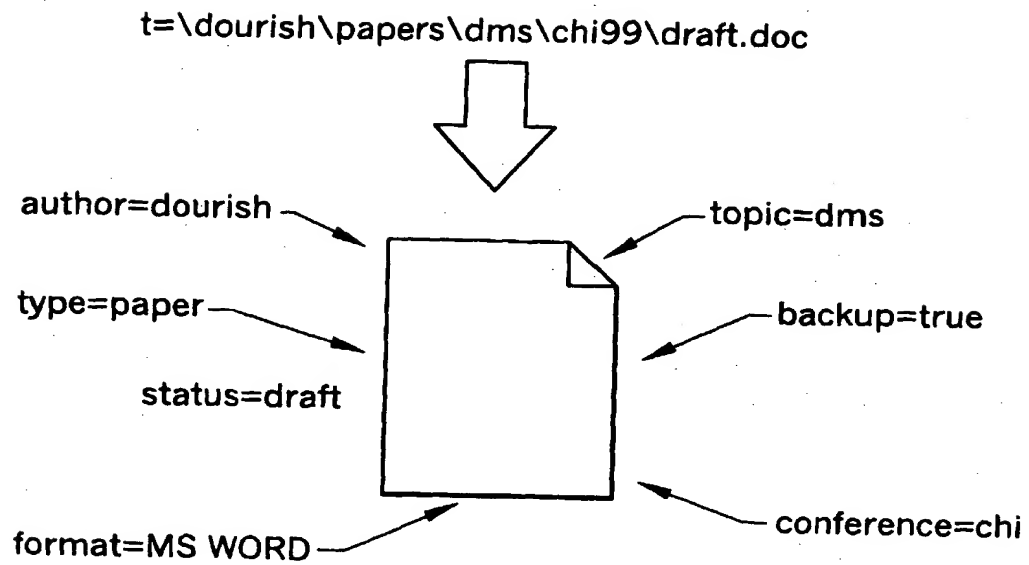 t=\dourish\papers\dms\chi99\draft.doc
author=dourish
topic=dms
type=paper
backup=true
status=draft
conference=chi
format=MS WORD